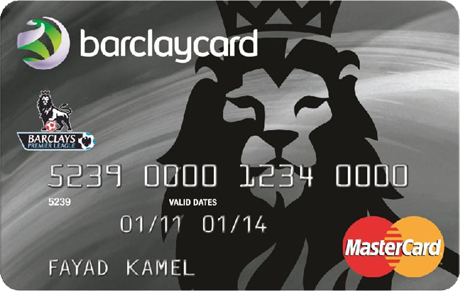 barclaycard
BARCLAYS
PREMIER LEAGUE
5239 0000 1234 0000
5239 VALID DATES
01/11 01/14
FAYAD KAMEL
MasterCard